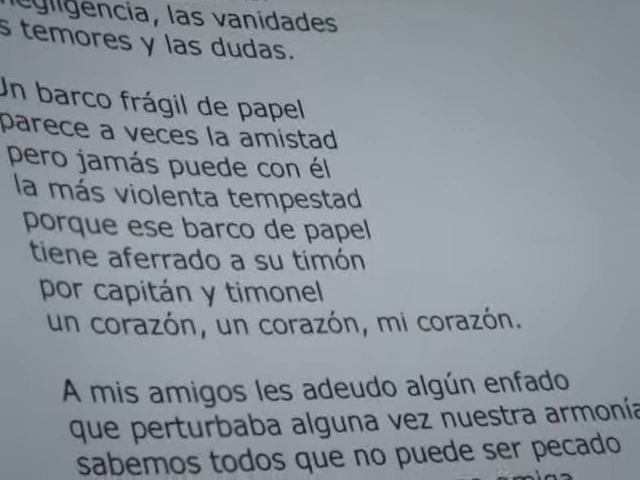 negligencia, las vanidades
s temores y las dudas.
Un barco frágil de papel
parece a veces la amistad
pero jamás puede con él
la más violenta tempestad
porque ese barco de papel
tiene aferrado a su timón
por capitán y timonel
un corazón, un corazón, mi corazón.
A mis amigos les adeudo algún enfado
que perturbaba alguna vez nuestra armonía
sabemos todos que no puede ser pecado
amiga